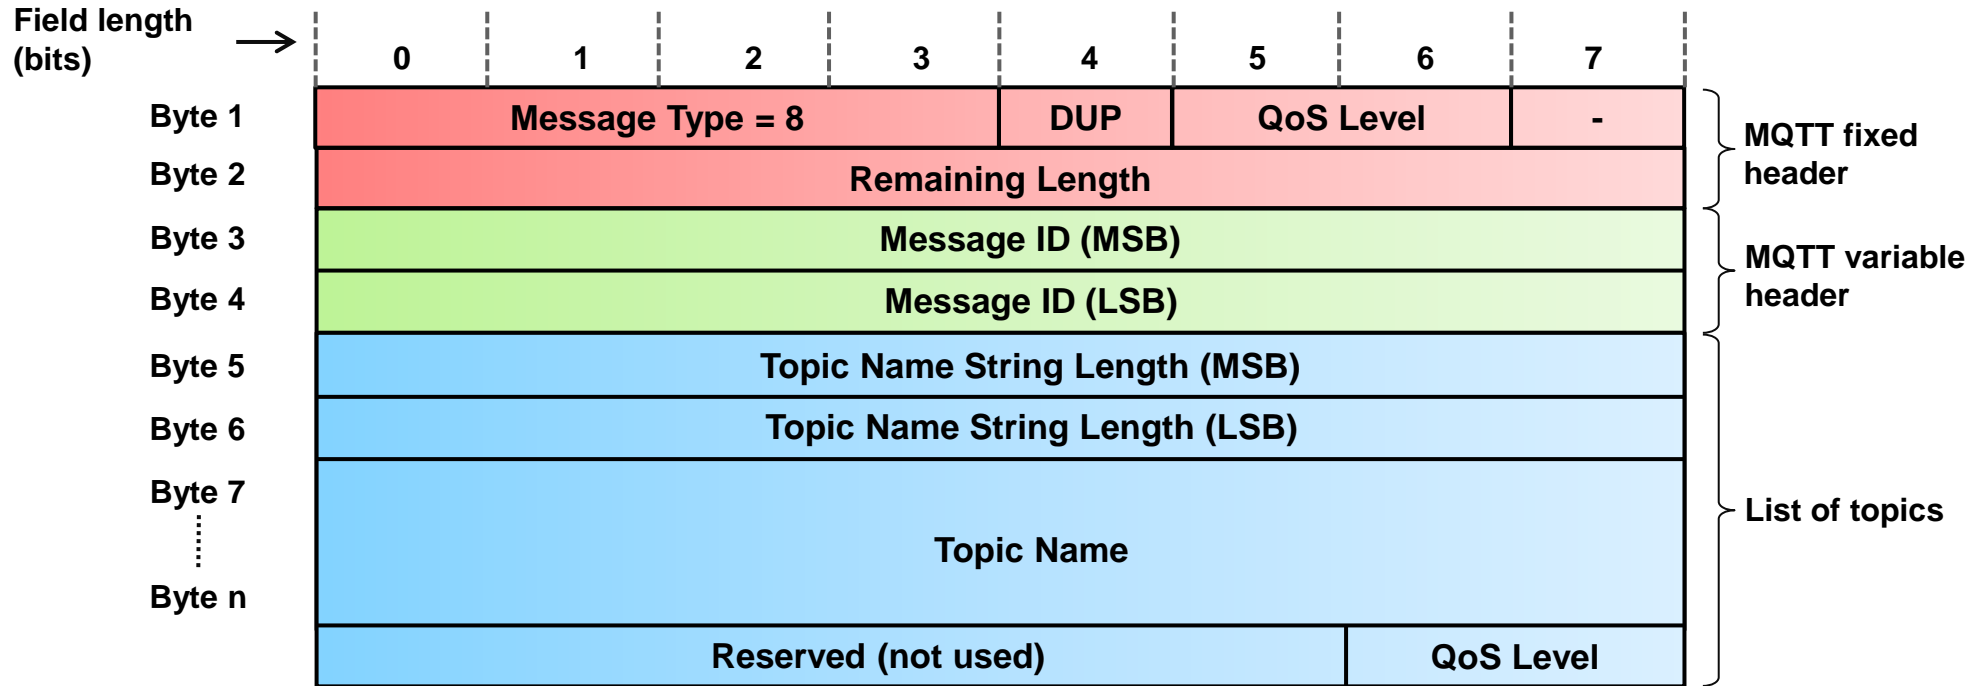 Field length
(bits)
0 1 2 3 4 5 6 7
Byte 1 Message Type = 8 DUP QoS Level -
MQTT fixed
header
Byte 2 Remaining Length
Byte 3 Message ID (MSB)
MQTT variable
header
Byte 4 Message ID (LSB)
Byte 5 Topic Name String Length (MSB)
Byte 6 Topic Name String Length (LSB)
Byte 7
List of topics
Topic Name
Byte n
Reserved (not used) QoS Level